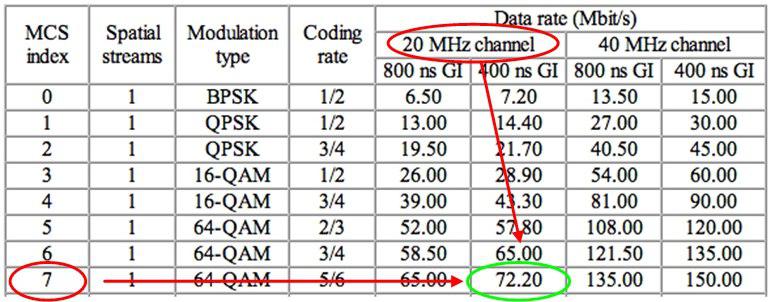 MCS index Spatial streams Modulation type Coding rate Data rate (Mbit/s)
20 MHz channel 40 MHz channel
800 ns GI 400 ns GI 800 ns GI 400 ns GI
0 1 BPSK 1/2 6.50 7.20 13.50 15.00
1 1 QPSK 1/2 13.00 14.40 27.00 30.00
2 1 QPSK 3/4 19.50 21.70 40.50 45.00
3 1 16-QAM 1/2 26.00 28.90 54.00 60.00
4 1 16-QAM 3/4 39.00 43.30 81.00 90.00
5 1 64-QAM 2/3 52.00 57.80 108.00 120.00
6 1 64-QAM 3/4 58.50 65.00 121.50 135.00
7 1 64-QAM 5/6 65.00 72.20 135.00 150.00